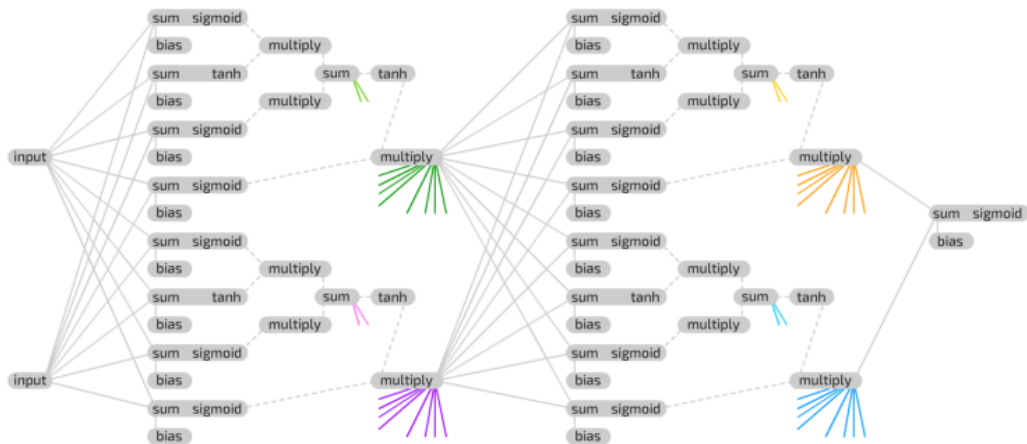 sum sigmoid sum sigmoid
bias multiply bias multiply
sum tanh sum tanh sum tanh sum tanh
bias multiply bias multiply
sum sigmoid sum sigmoid
input bias multiply bias multiply
sum sigmoid sum sigmoid
bias bias sum sigmoid
sum sigmoid sum sigmoid bias
bias multiply bias multiply
sum tanh sum tanh sum tanh sum tanh
bias multiply bias multiply
sum sigmoid sum sigmoid
input bias multiply bias multiply
sum sigmoid sum sigmoid
bias bias